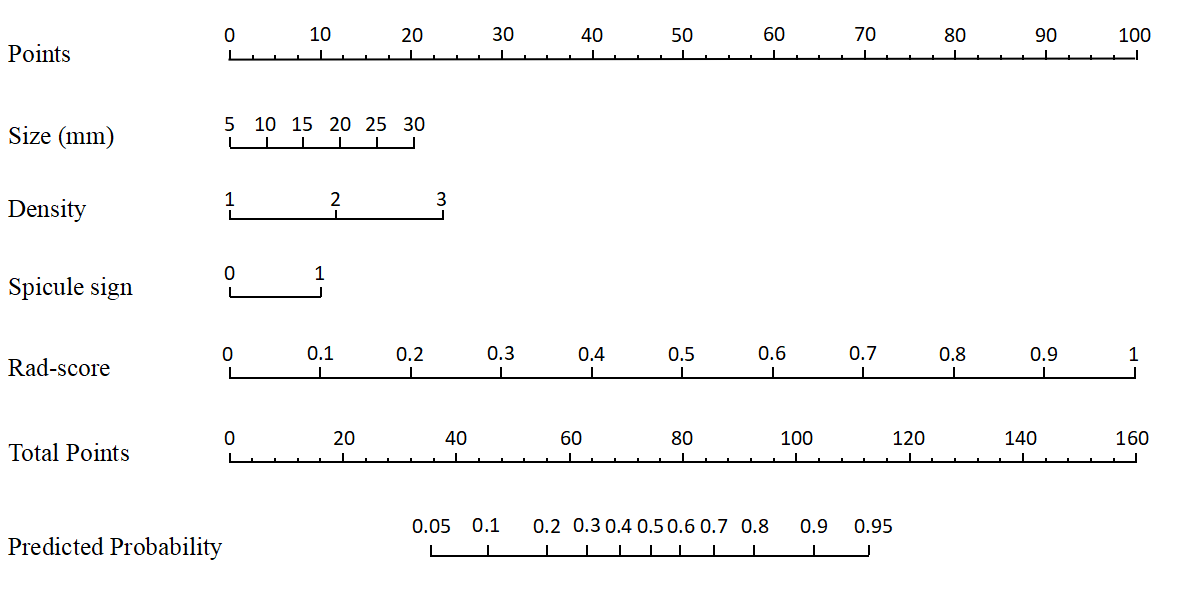 0 10 20 30 40 50 60 70 80 90 100
Points
5 10 15 20 25 30
Size (mm)
1 2 3
Density
0 1
Spicule sign
0 0.1 0.2 0.3 0.4 0.5 0.6 0.7 0.8 0.9 1
Rad-score
0 20 40 60 80 100 120 140 160
Total Points
0.05 0.1 0.2 0.3 0.4 0.5 0.6 0.7 0.8 0.9 0.95
Predicted Probability